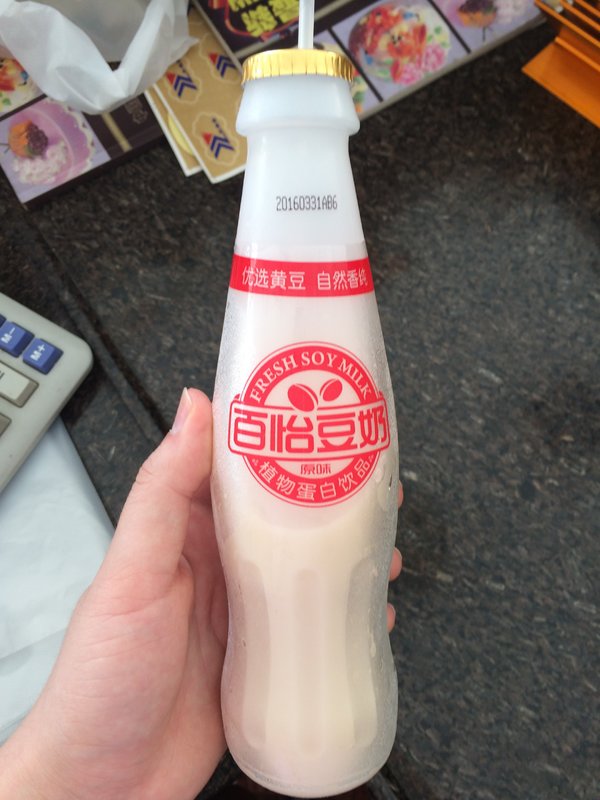 20160331AB6
优选黄豆 自然香纯
FRESH SOY MILK
百怡豆奶
原味
植物蛋白饮品
M-
M+